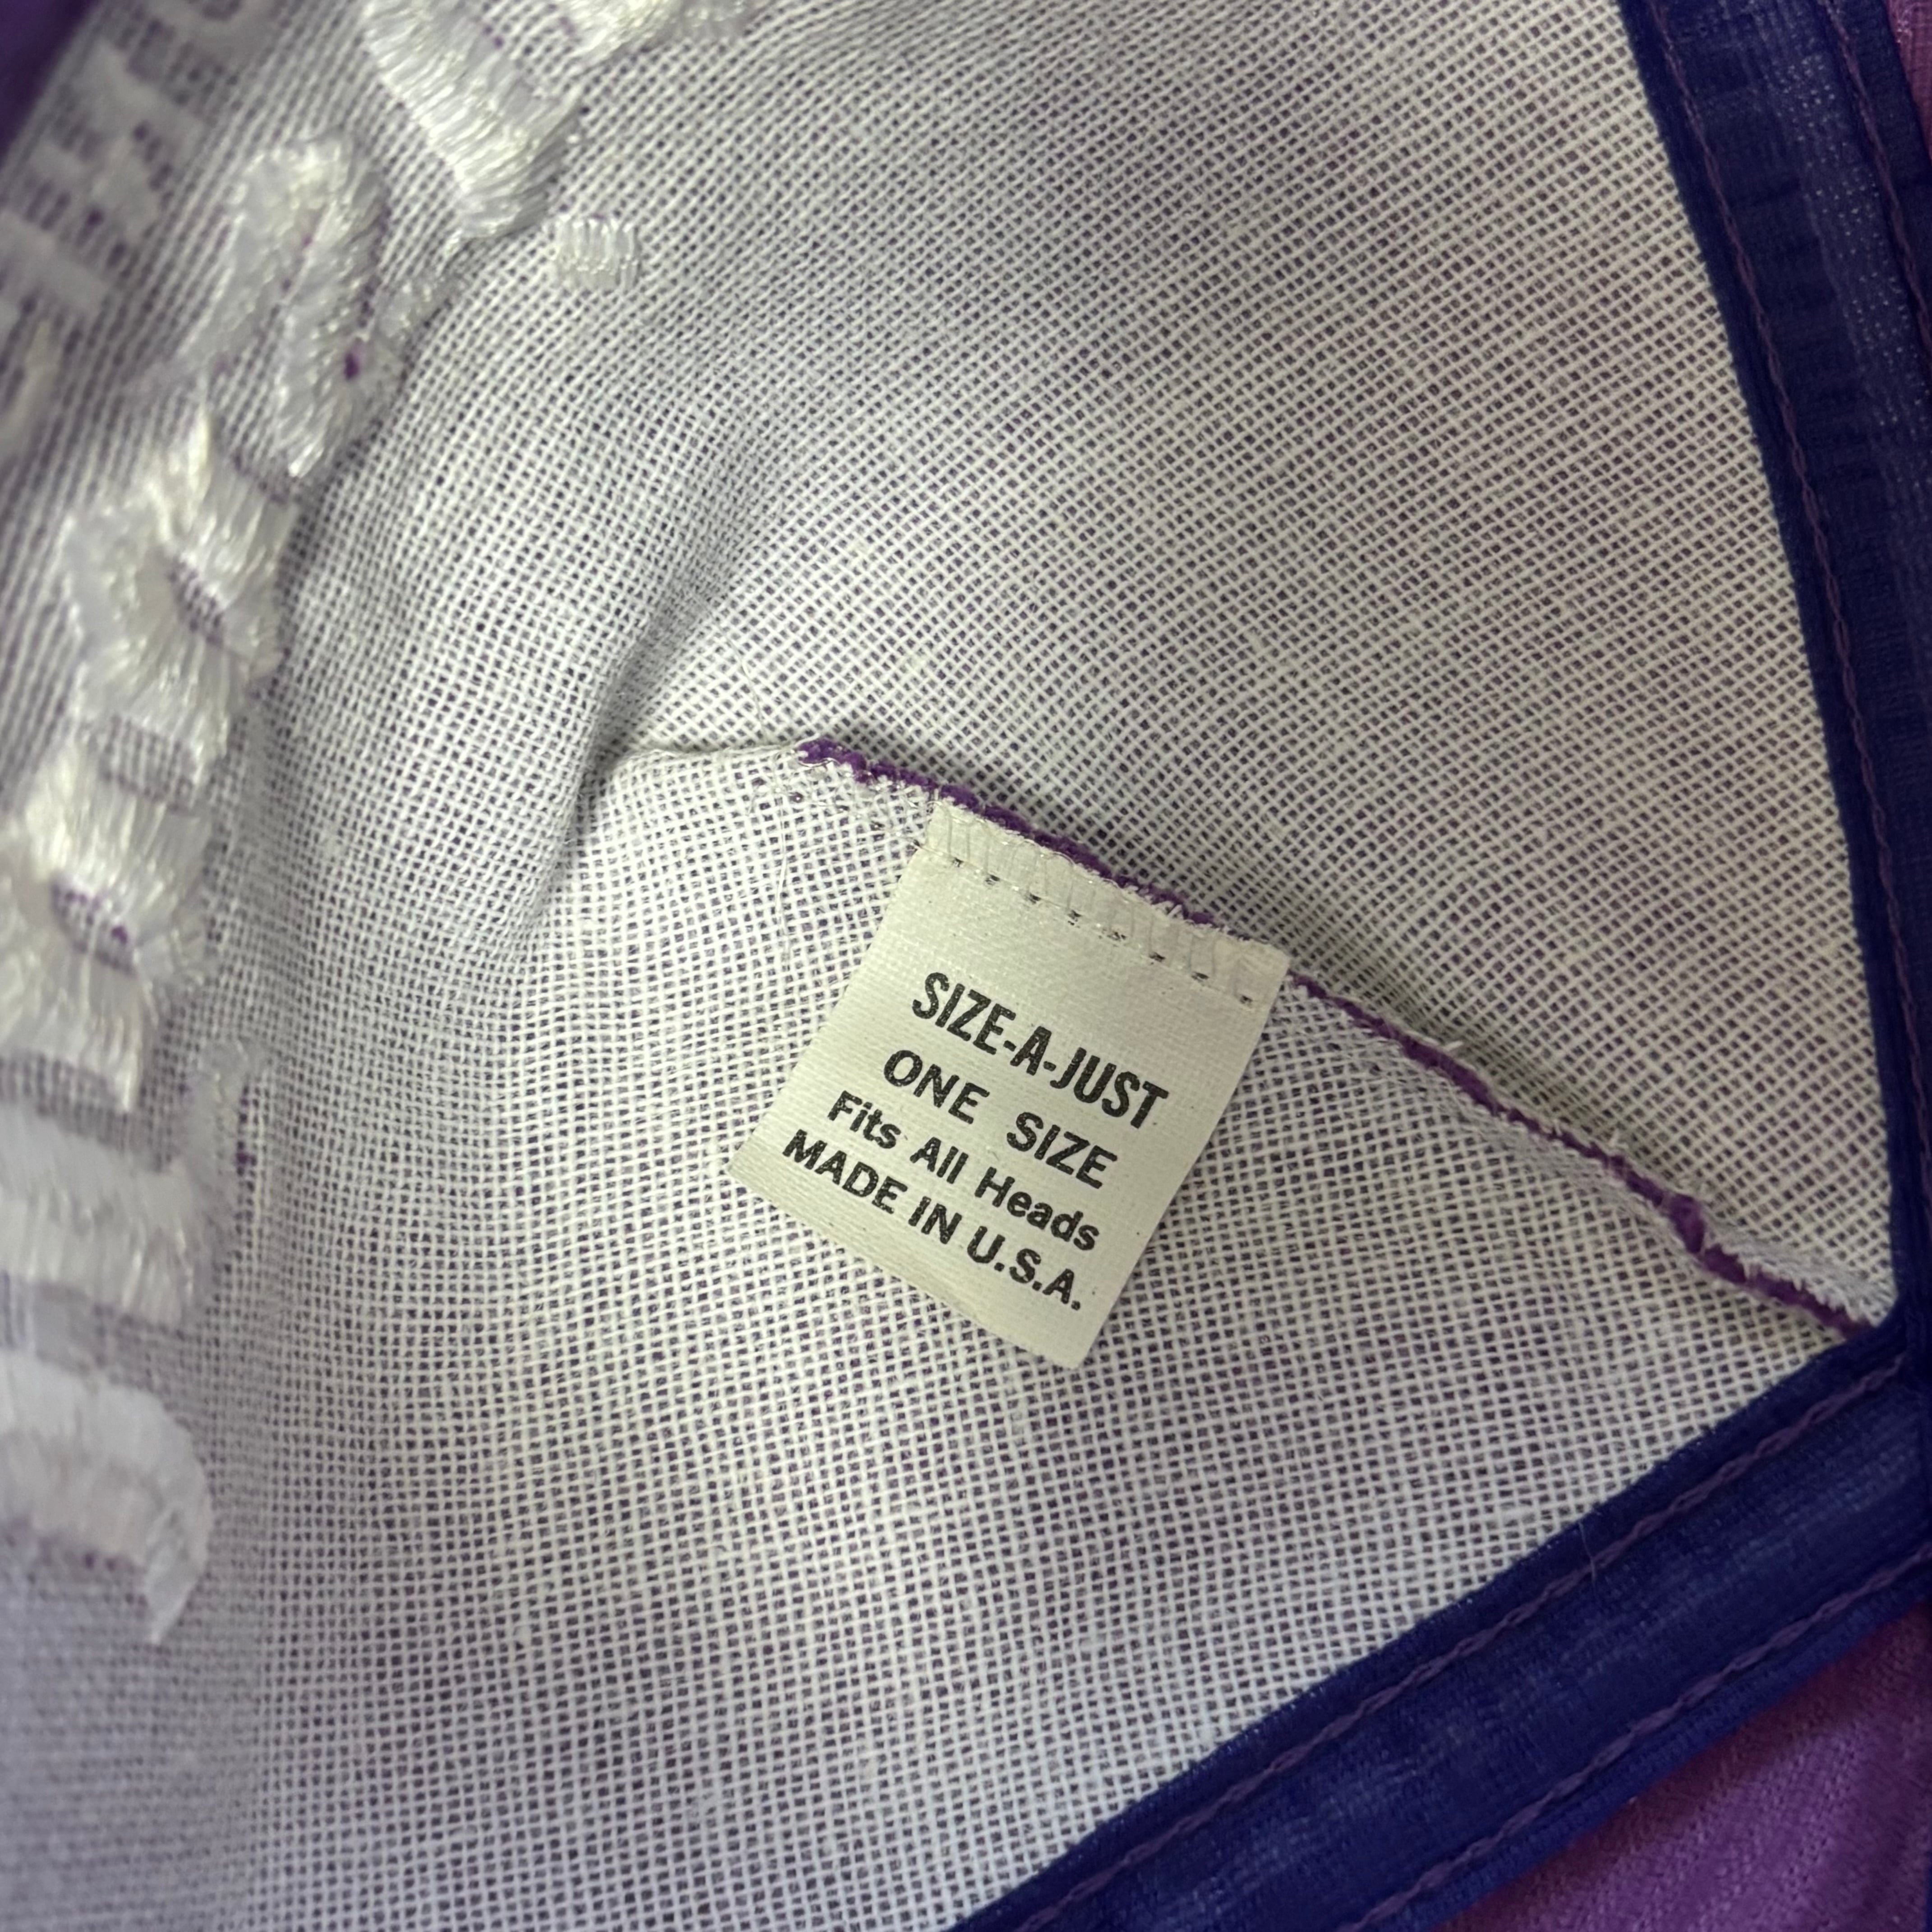 SIZE-A-JUST
ONE SIZE
Fits All Heads
MADE IN U.S.A.